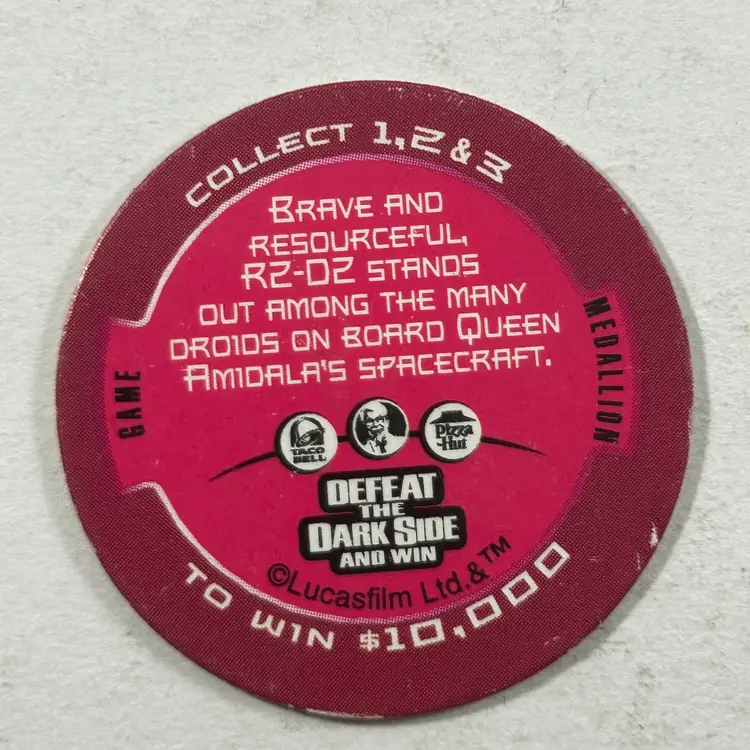 COLLECT 1, 2 & 3
BRAVE AND
RESOURCEFUL,
R2-D2 STANDS
OUT AMONG THE MANY
DROIDS ON BOARD QUEEN
AMIDALA'S SPACECRAFT.
GAME
MEDALLION
TACO
BELL
Pizza
Hut
DEFEAT
THE
DARK SIDE
AND WIN
©Lucasfilm Ltd.&™
TO WIN $10,000